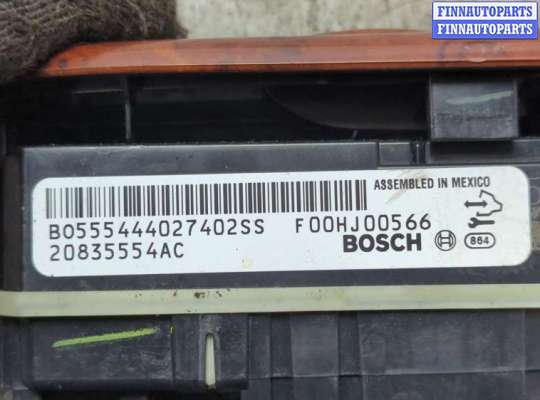 FINNAUTOPARTS
FINNAUTOPARTS
ASSEMBLED IN MEXICO
B0555444027402SS F00HJ00566
20835554AC BOSCH 864